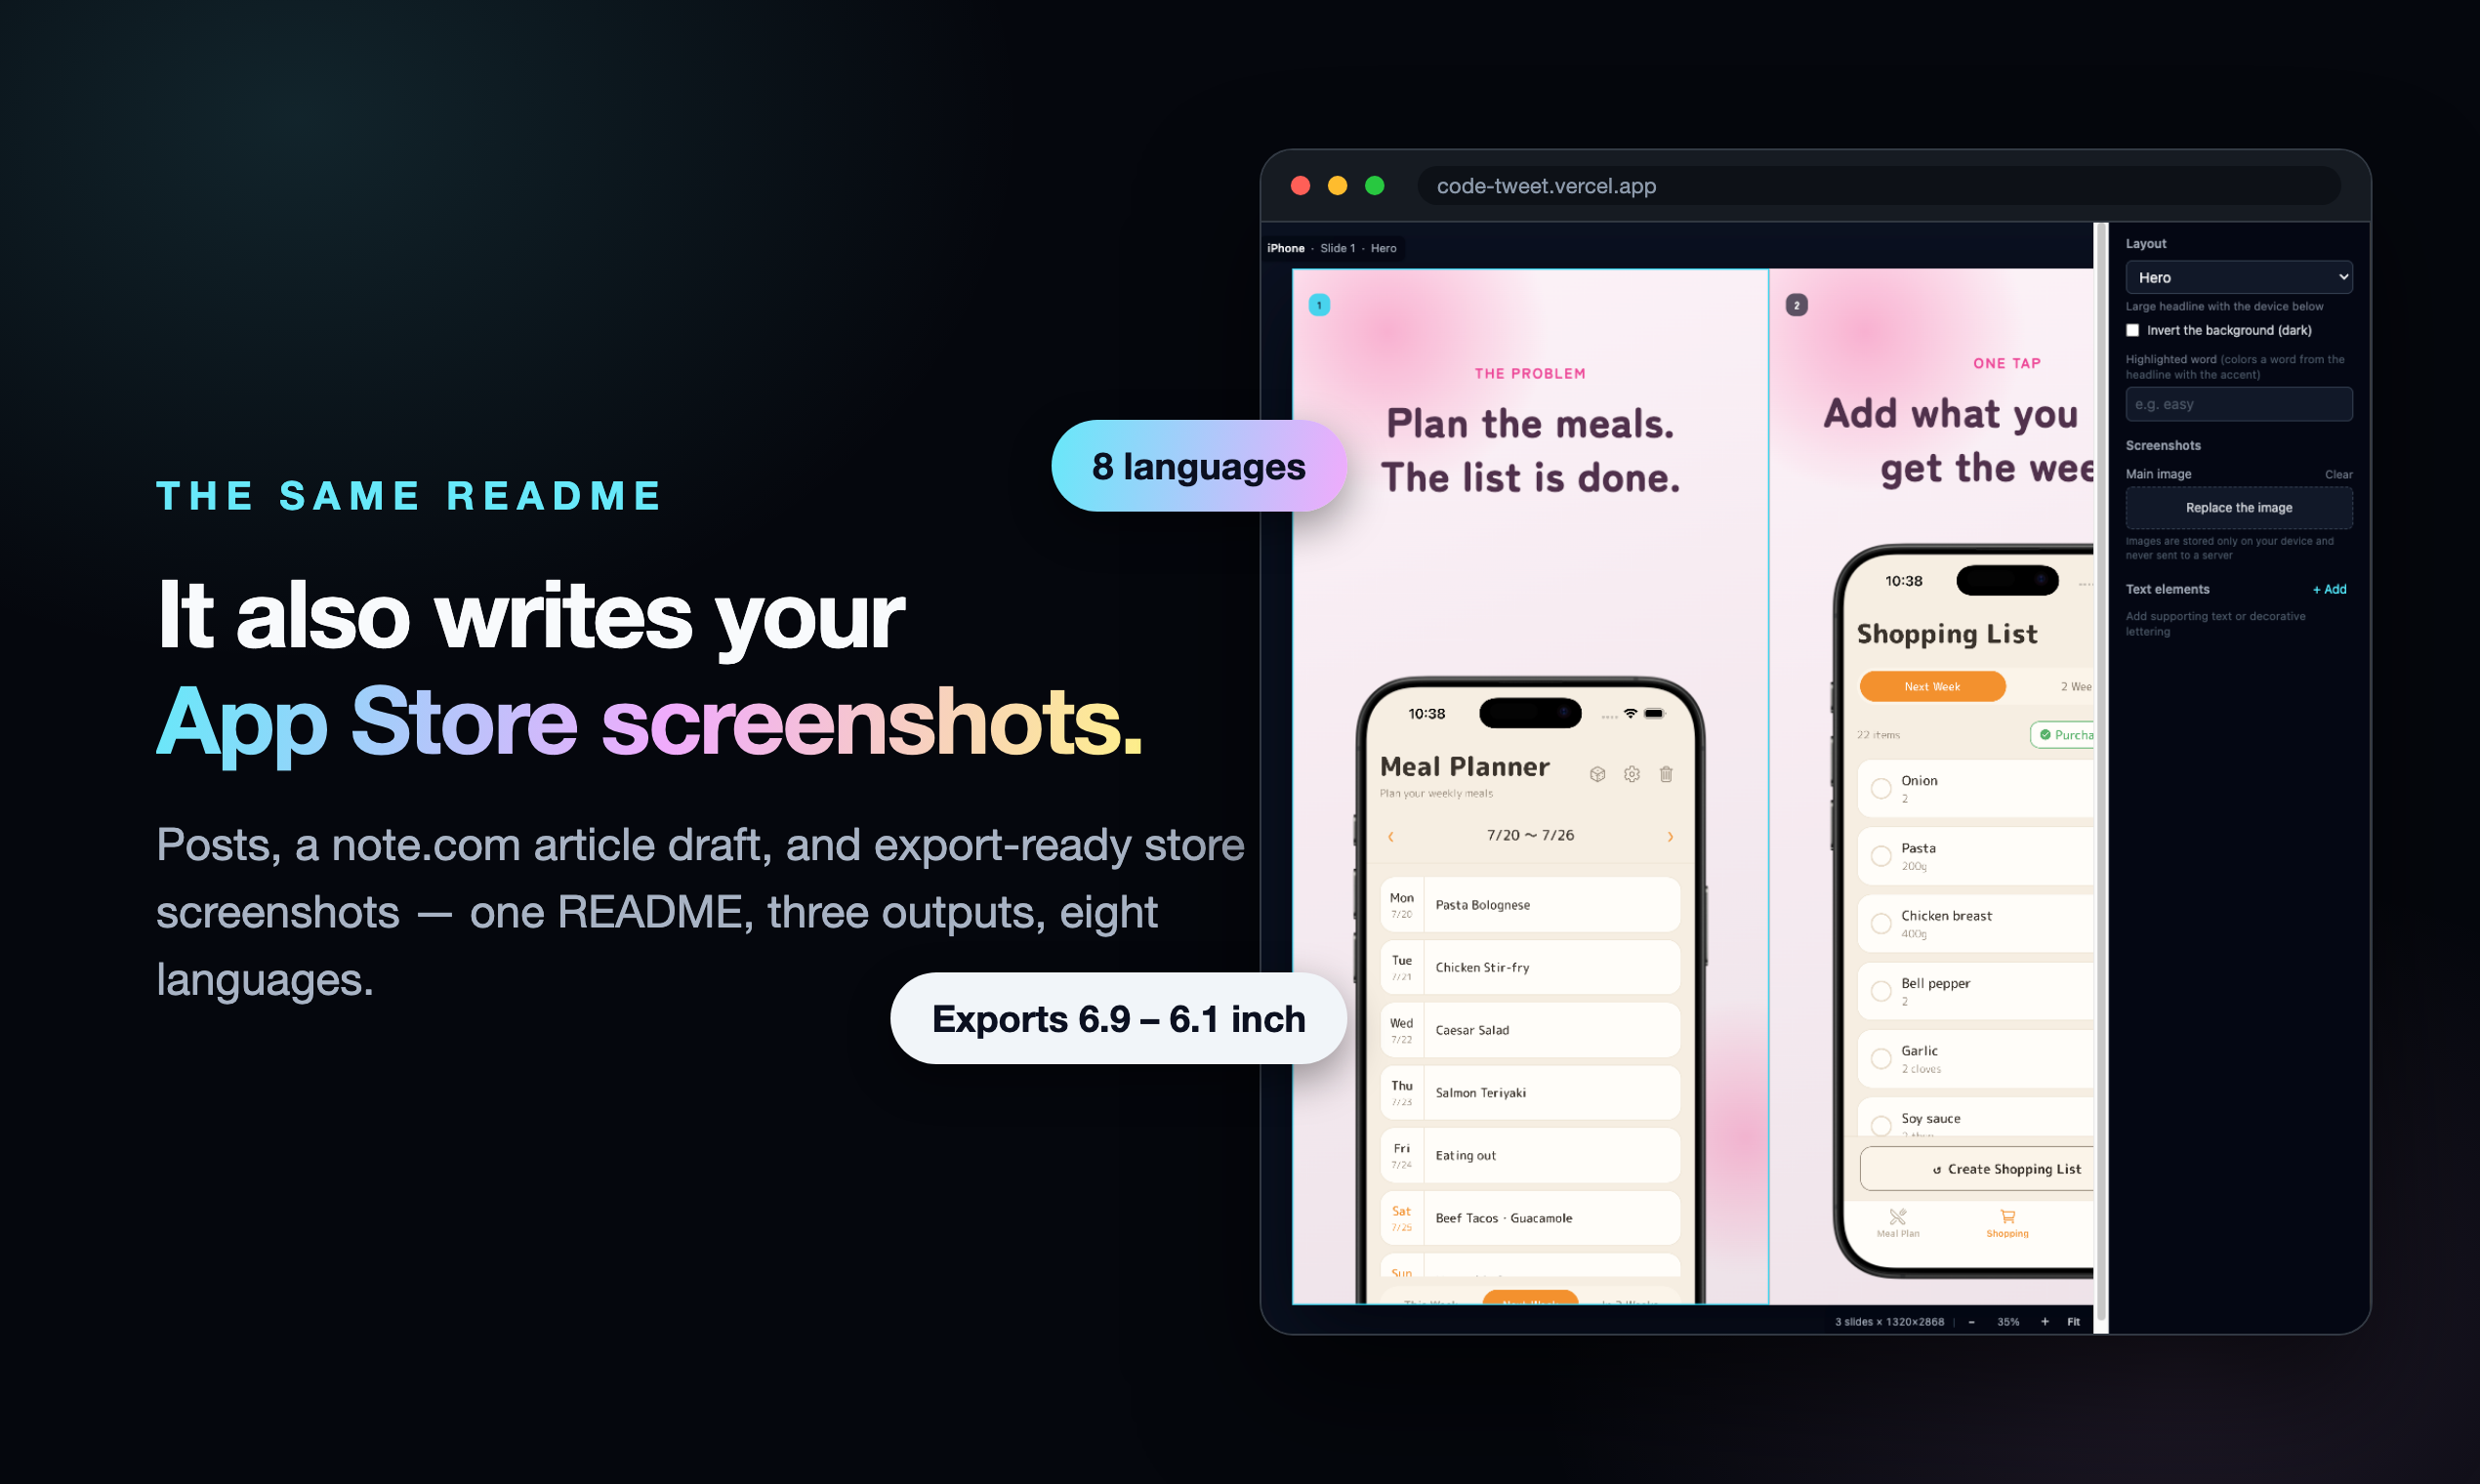 THE SAME README
It also writes your
App Store screenshots.
Posts, a note.com article draft, and export-ready store
screenshots — one README, three outputs, eight
languages.
8 languages
Exports 6.9 – 6.1 inch
code-tweet.vercel.app
iPhone · Slide 1 · Hero
1
THE PROBLEM
Plan the meals.
The list is done.
10:38
Meal Planner
Plan your weekly meals
7/20 〜 7/26
Mon
7/20
Pasta Bolognese
Tue
7/21
Chicken Stir-fry
Wed
7/22
Caesar Salad
Thu
7/23
Salmon Teriyaki
Fri
7/24
Eating out
Sat
7/25
Beef Tacos · Guacamole
Sun
2
ONE TAP
Add what you
get the wee
10:38
Shopping List
Next Week
2 Wee
22 items
Purcha
Onion
2
Pasta
200g
Chicken breast
400g
Bell pepper
2
Garlic
2 cloves
Soy sauce
Create Shopping List
Meal Plan
Shopping
3 slides × 1320×2868
− 35% + Fit
Layout
Hero
Large headline with the device below
Invert the background (dark)
Highlighted word (colors a word from the
headline with the accent)
e.g. easy
Screenshots
Main image
Clear
Replace the image
Images are stored only on your device and
never sent to a server
Text elements
+ Add
Add supporting text or decorative
lettering